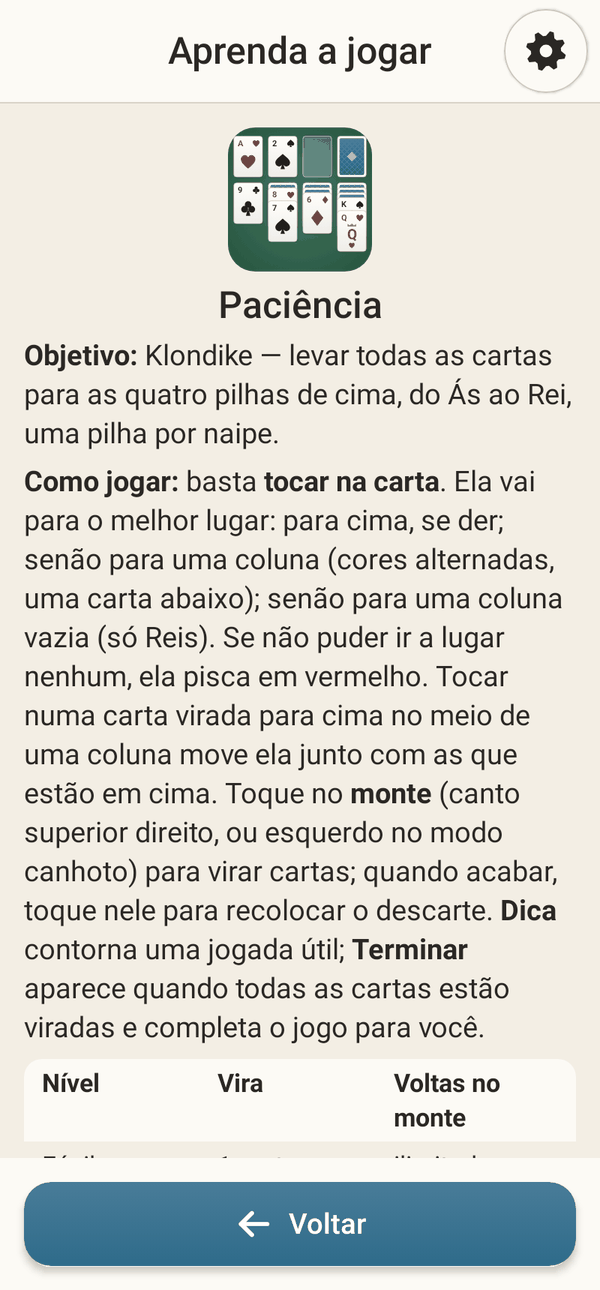 Aprenda a jogar
A
2
9
8
7
6
K
Q
Q
Paciência
Objetivo: Klondike — levar todas as cartas
para as quatro pilhas de cima, do Ás ao Rei,
uma pilha por naipe.
Como jogar: basta tocar na carta. Ela vai
para o melhor lugar: para cima, se der;
senão para uma coluna (cores alternadas,
uma carta abaixo); senão para uma coluna
vazia (só Reis). Se não puder ir a lugar
nenhum, ela pisca em vermelho. Tocar
numa carta virada para cima no meio de
uma coluna move ela junto com as que
estão em cima. Toque no monte (canto
superior direito, ou esquerdo no modo
canhoto) para virar cartas; quando acabar,
toque nele para recolocar o descarte. Dica
contorna uma jogada útil; Terminar
aparece quando todas as cartas estão
viradas e completa o jogo para você.
Nível Vira Voltas no
monte
Voltar